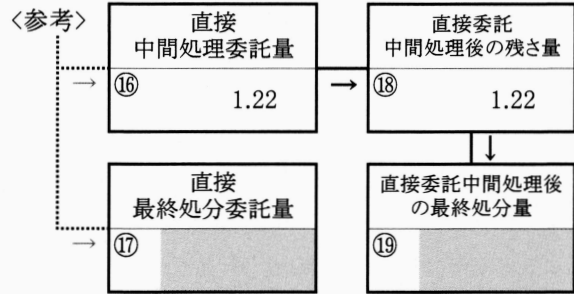 〈参考〉
直接
中間処理委託量
⑯
1.22
直接委託
中間処理後の残さ量
⑱
1.22
直接
最終処分委託量
⑰
直接委託中間処理後
の最終処分量
⑲